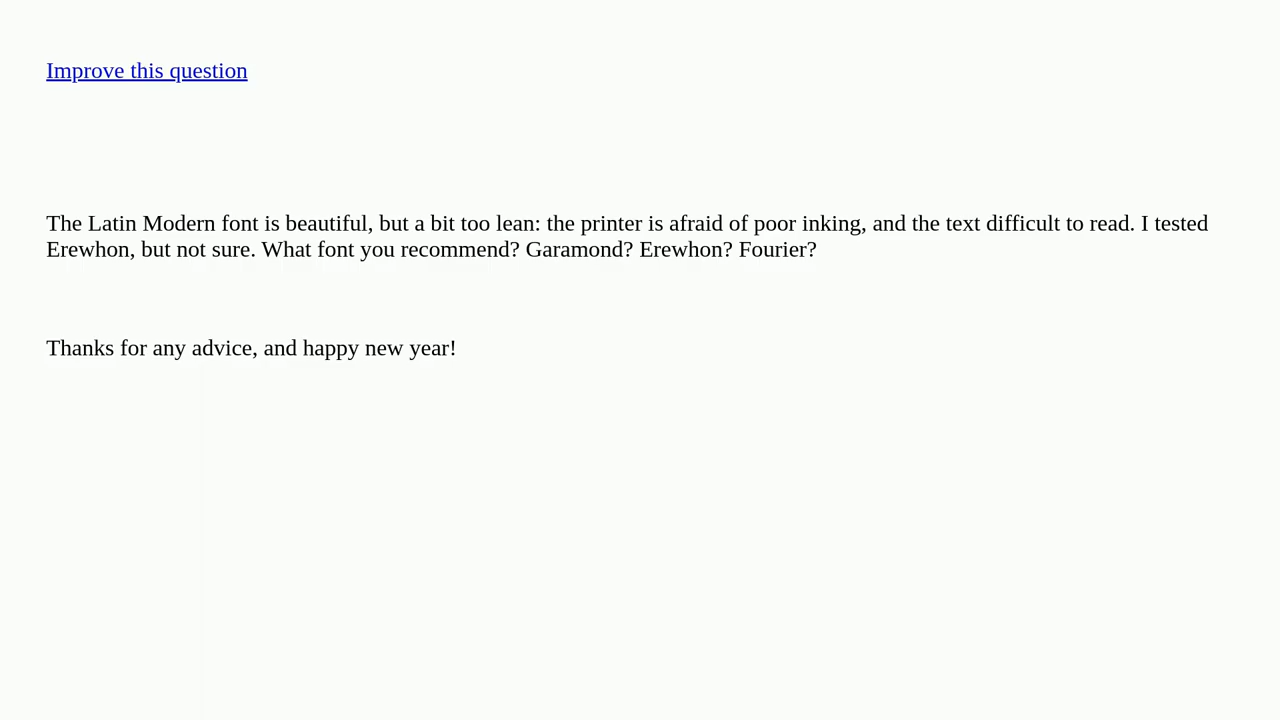 Improve this question
The Latin Modern font is beautiful, but a bit too lean: the printer is afraid of poor inking, and the text difficult to read. I tested
Erewhon, but not sure. What font you recommend? Garamond? Erewhon? Fourier?
Thanks for any advice, and happy new year!